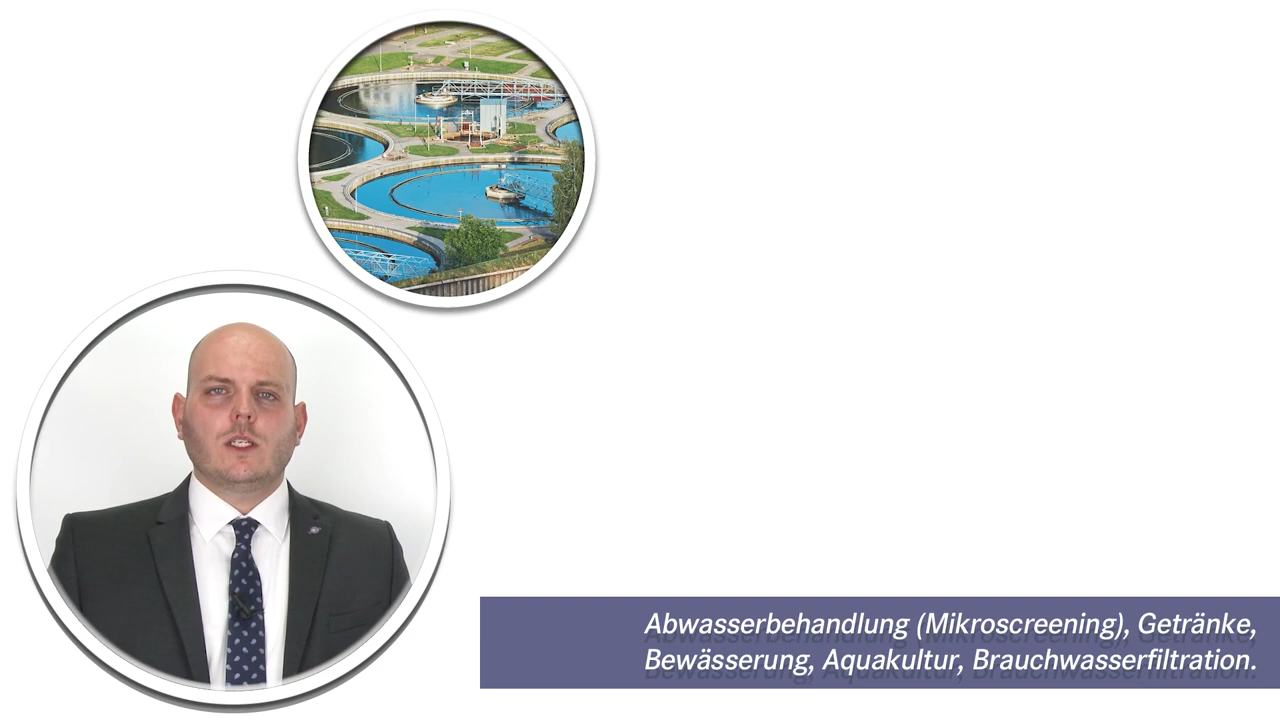 Abwasserbehandlung (Mikroscreening), Getränke,
Bewässerung, Aquakultur, Brauchwasserfiltration.